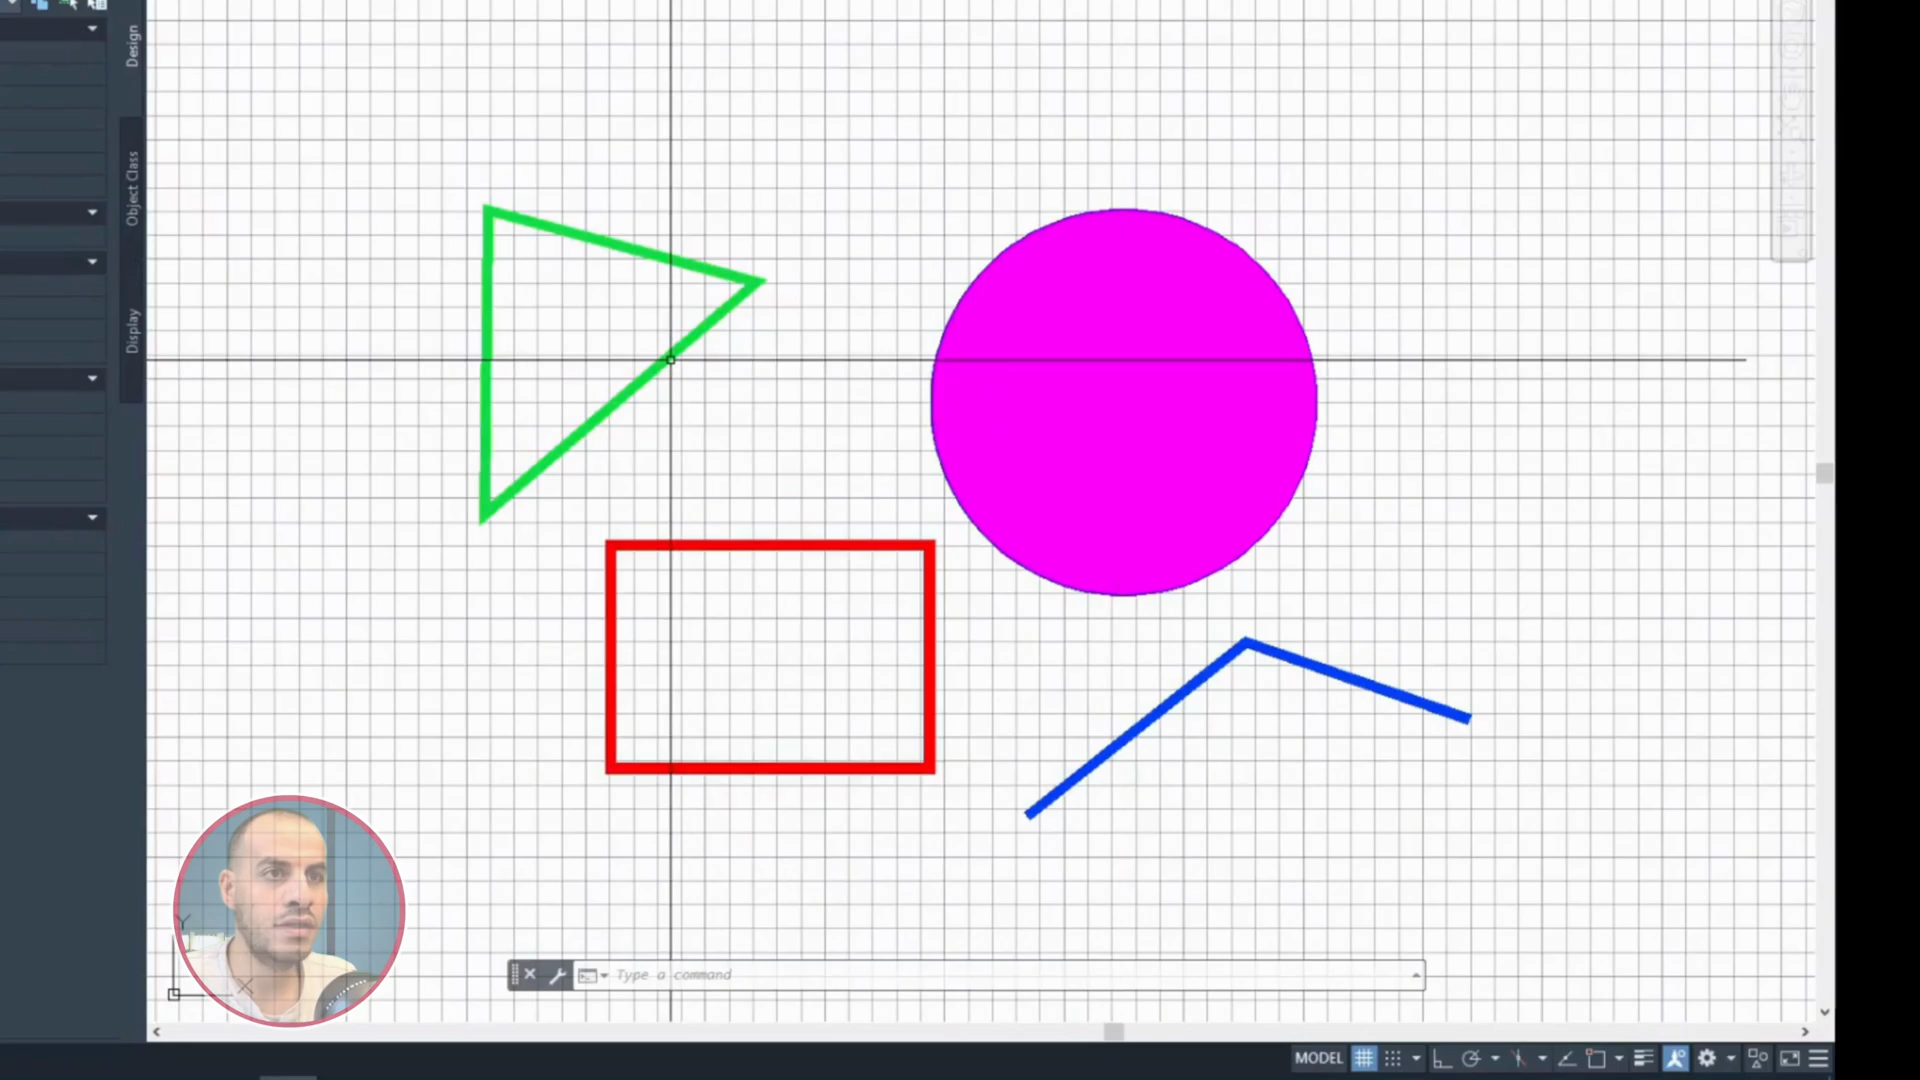 Design
Object Class
Display
Y
X
Type a command
MODEL